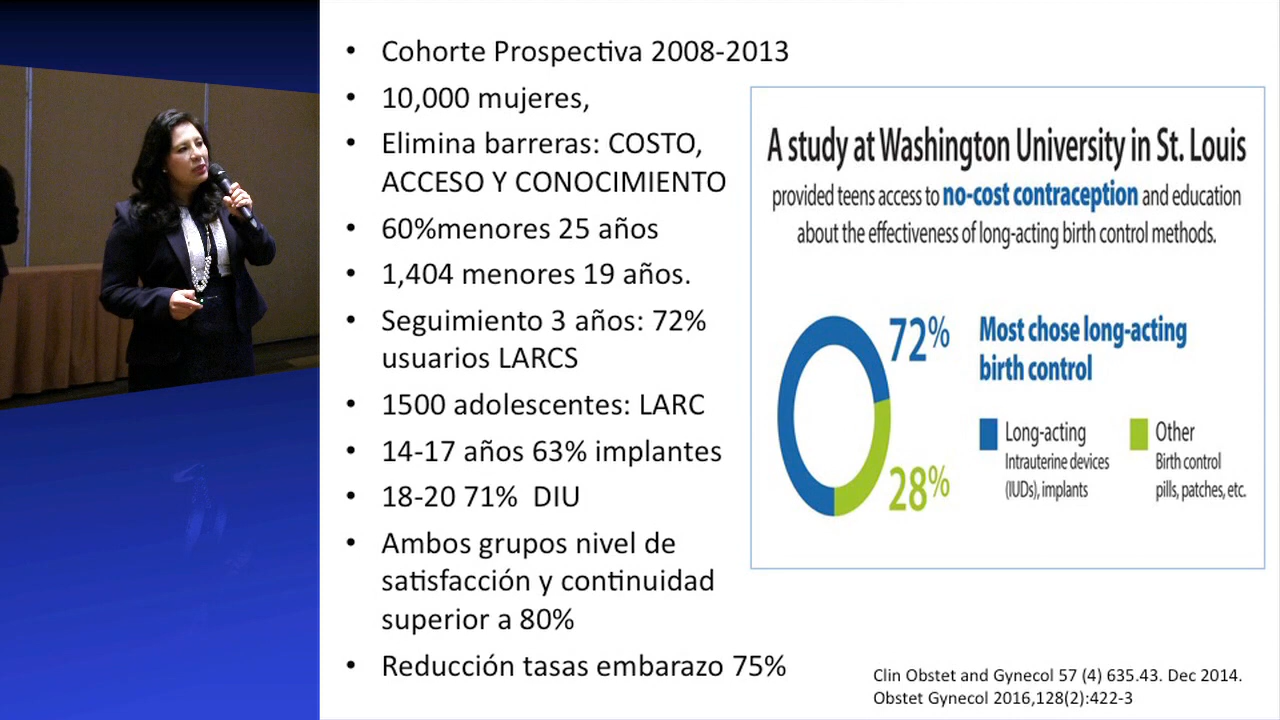 • Cohorte Prospectiva 2008-2013
• 10,000 mujeres,
• Elimina barreras: COSTO,
ACCESO Y CONOCIMIENTO
• 60%menores 25 años
• 1,404 menores 19 años.
• Seguimiento 3 años: 72%
usuarios LARCS
• 1500 adolescentes: LARC
• 14-17 años 63% implantes
• 18-20 71%  DIU
• Ambos grupos nivel de
satisfacción y continuidad
superior a 80%
• Reducción tasas embarazo 75%
A study at Washington University in St. Louis
provided teens access to no-cost contraception and education
about the effectiveness of long-acting birth control methods.
72%
28%
Most chose long-acting
birth control
Long-acting
Intrauterine devices
(IUDs), implants
Other
Birth control
pills, patches, etc.
Clin Obstet and Gynecol 57 (4) 635.43. Dec 2014.
Obstet Gynecol 2016,128(2):422-3